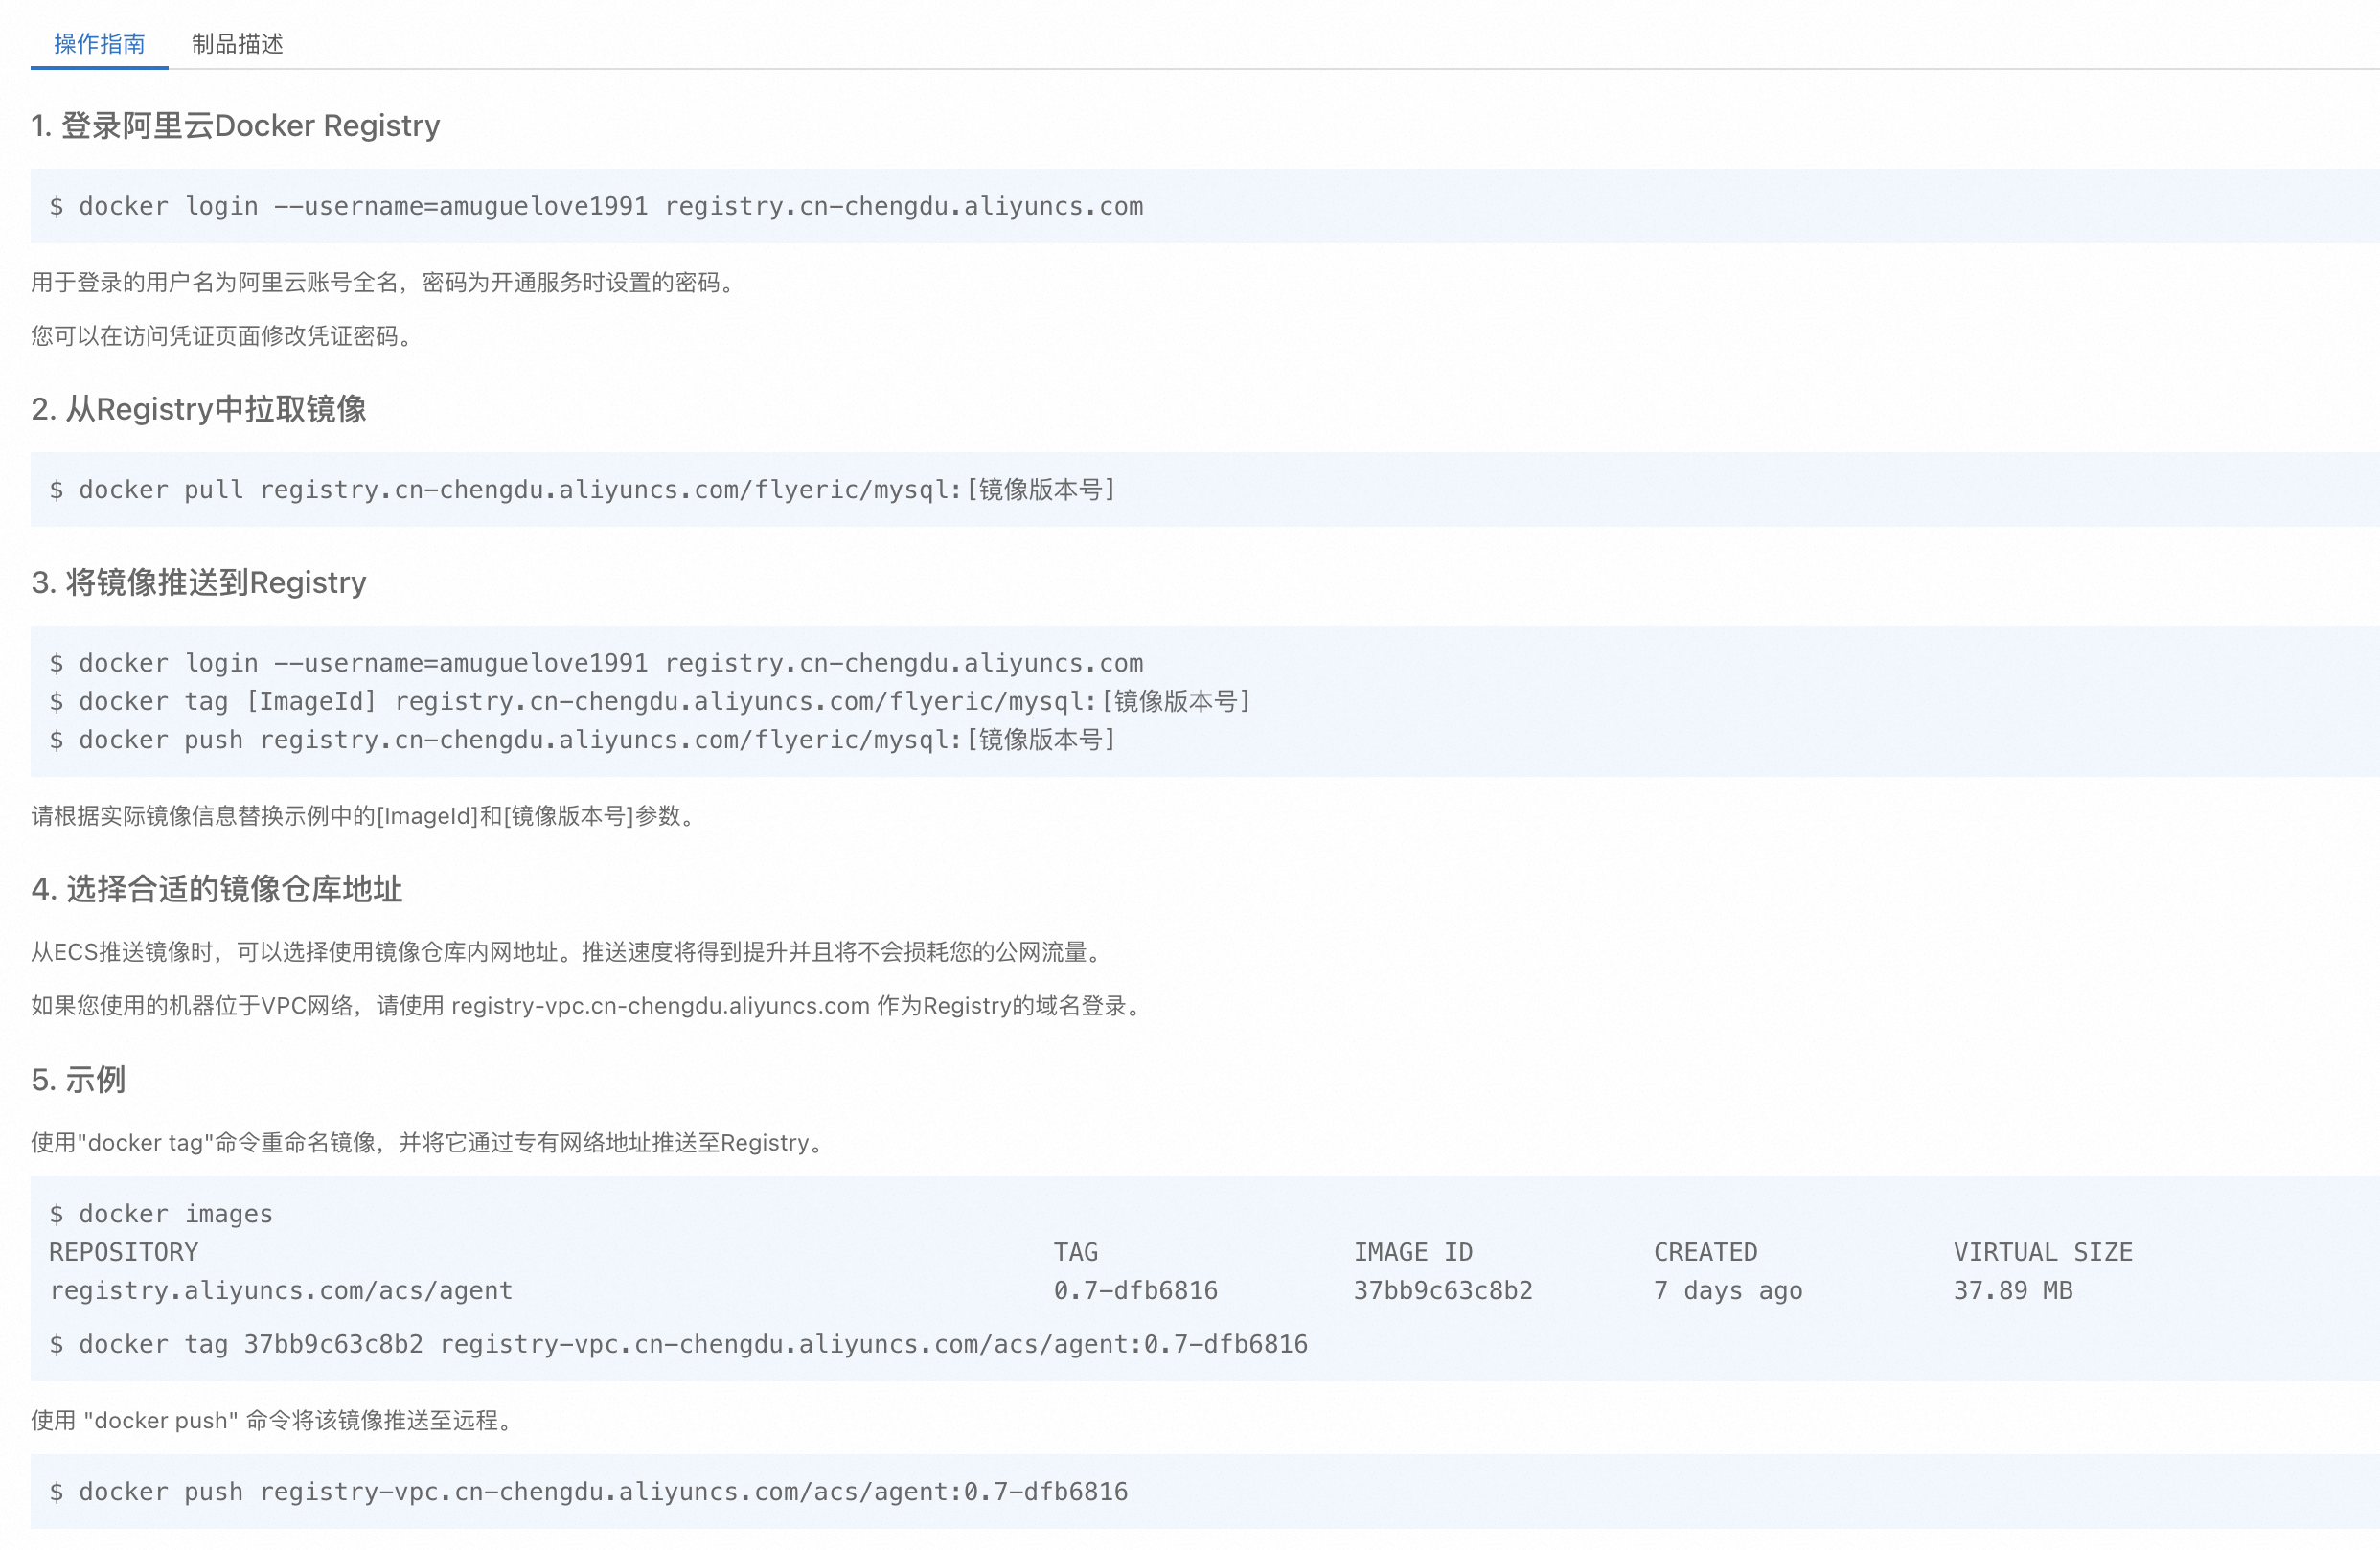 操作指南 制品描述
1. 登录阿里云Docker Registry
$ docker login --username=amuguelove1991 registry.cn-chengdu.aliyuncs.com
用于登录的用户名为阿里云账号全名，密码为开通服务时设置的密码。
您可以在访问凭证页面修改凭证密码。
2. 从Registry中拉取镜像
$ docker pull registry.cn-chengdu.aliyuncs.com/flyeric/mysql:[镜像版本号]
3. 将镜像推送到Registry
$ docker login --username=amuguelove1991 registry.cn-chengdu.aliyuncs.com
$ docker tag [ImageId] registry.cn-chengdu.aliyuncs.com/flyeric/mysql:[镜像版本号]
$ docker push registry.cn-chengdu.aliyuncs.com/flyeric/mysql:[镜像版本号]
请根据实际镜像信息替换示例中的[ImageId]和[镜像版本号]参数。
4. 选择合适的镜像仓库地址
从ECS推送镜像时，可以选择使用镜像仓库内网地址。推送速度将得到提升并且将不会损耗您的公网流量。
如果您使用的机器位于VPC网络，请使用 registry-vpc.cn-chengdu.aliyuncs.com 作为Registry的域名登录。
5. 示例
使用"docker tag"命令重命名镜像，并将它通过专有网络地址推送至Registry。
$ docker images
REPOSITORY TAG IMAGE ID CREATED VIRTUAL SIZE
registry.aliyuncs.com/acs/agent 0.7-dfb6816 37bb9c63c8b2 7 days ago 37.89 MB
$ docker tag 37bb9c63c8b2 registry-vpc.cn-chengdu.aliyuncs.com/acs/agent:0.7-dfb6816
使用 "docker push" 命令将该镜像推送至远程。
$ docker push registry-vpc.cn-chengdu.aliyuncs.com/acs/agent:0.7-dfb6816